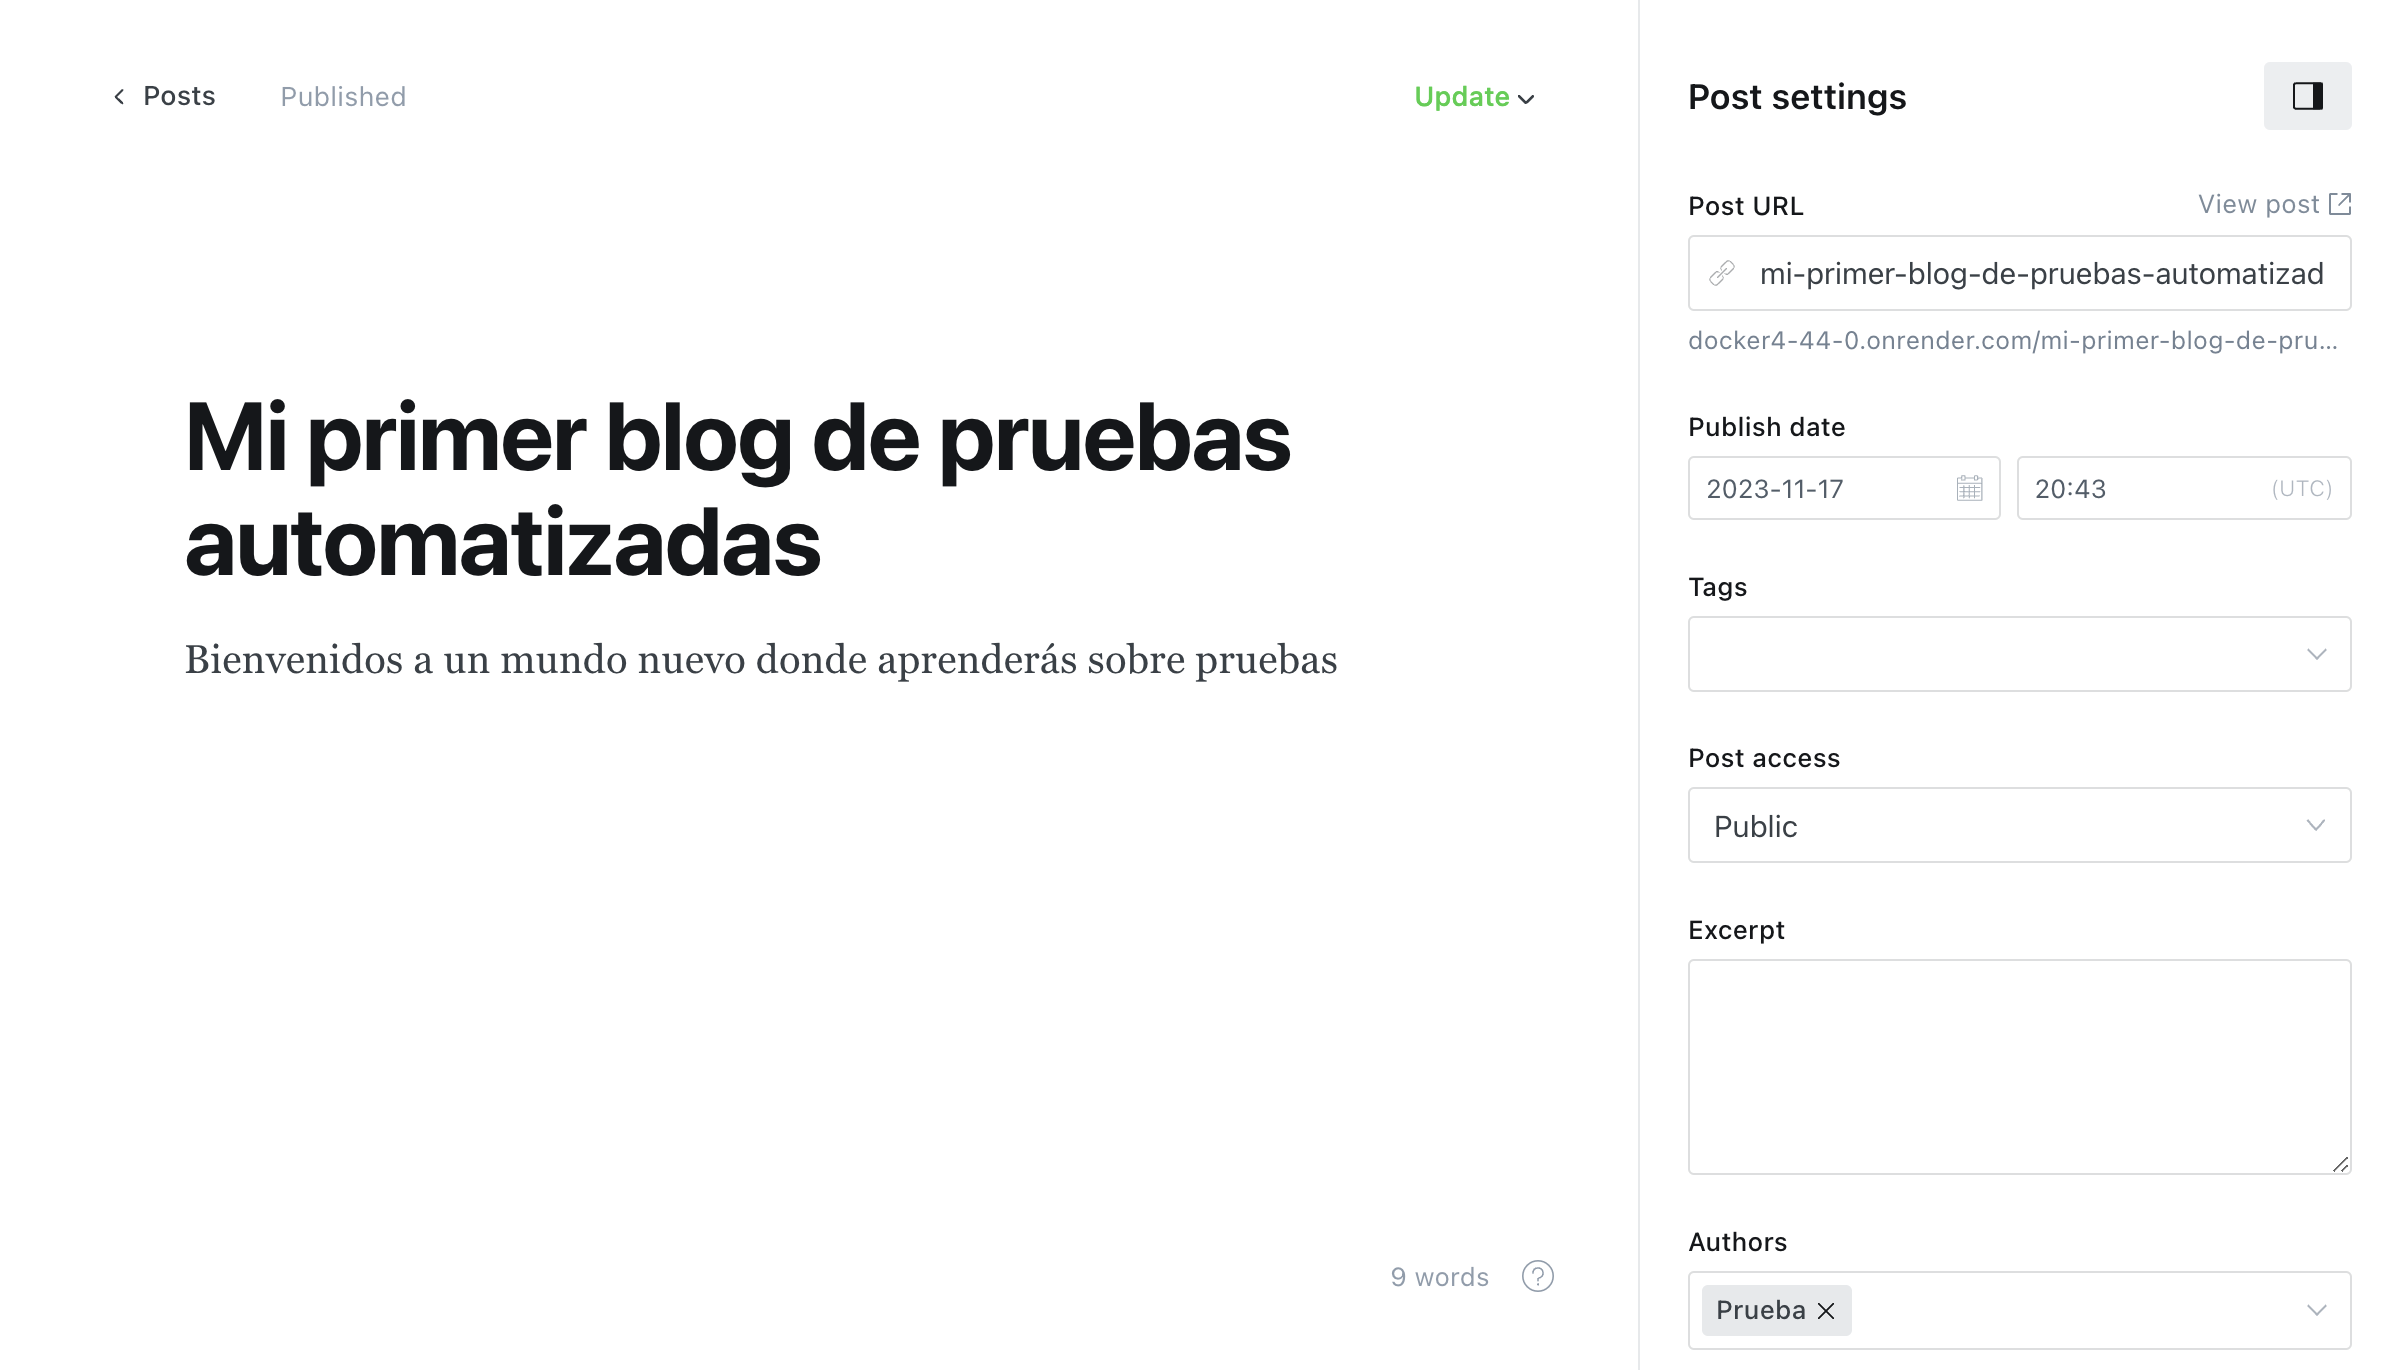 Posts
Published
Update
Mi primer blog de pruebas
automatizadas
Bienvenidos a un mundo nuevo donde aprenderás sobre pruebas
9 words
?
Post settings
Post URL
View post
mi-primer-blog-de-pruebas-automatizad
docker4-44-0.onrender.com/mi-primer-blog-de-pru...
Publish date
2023-11-17
20:43
(UTC)
Tags
Post access
Public
Excerpt
Authors
Prueba